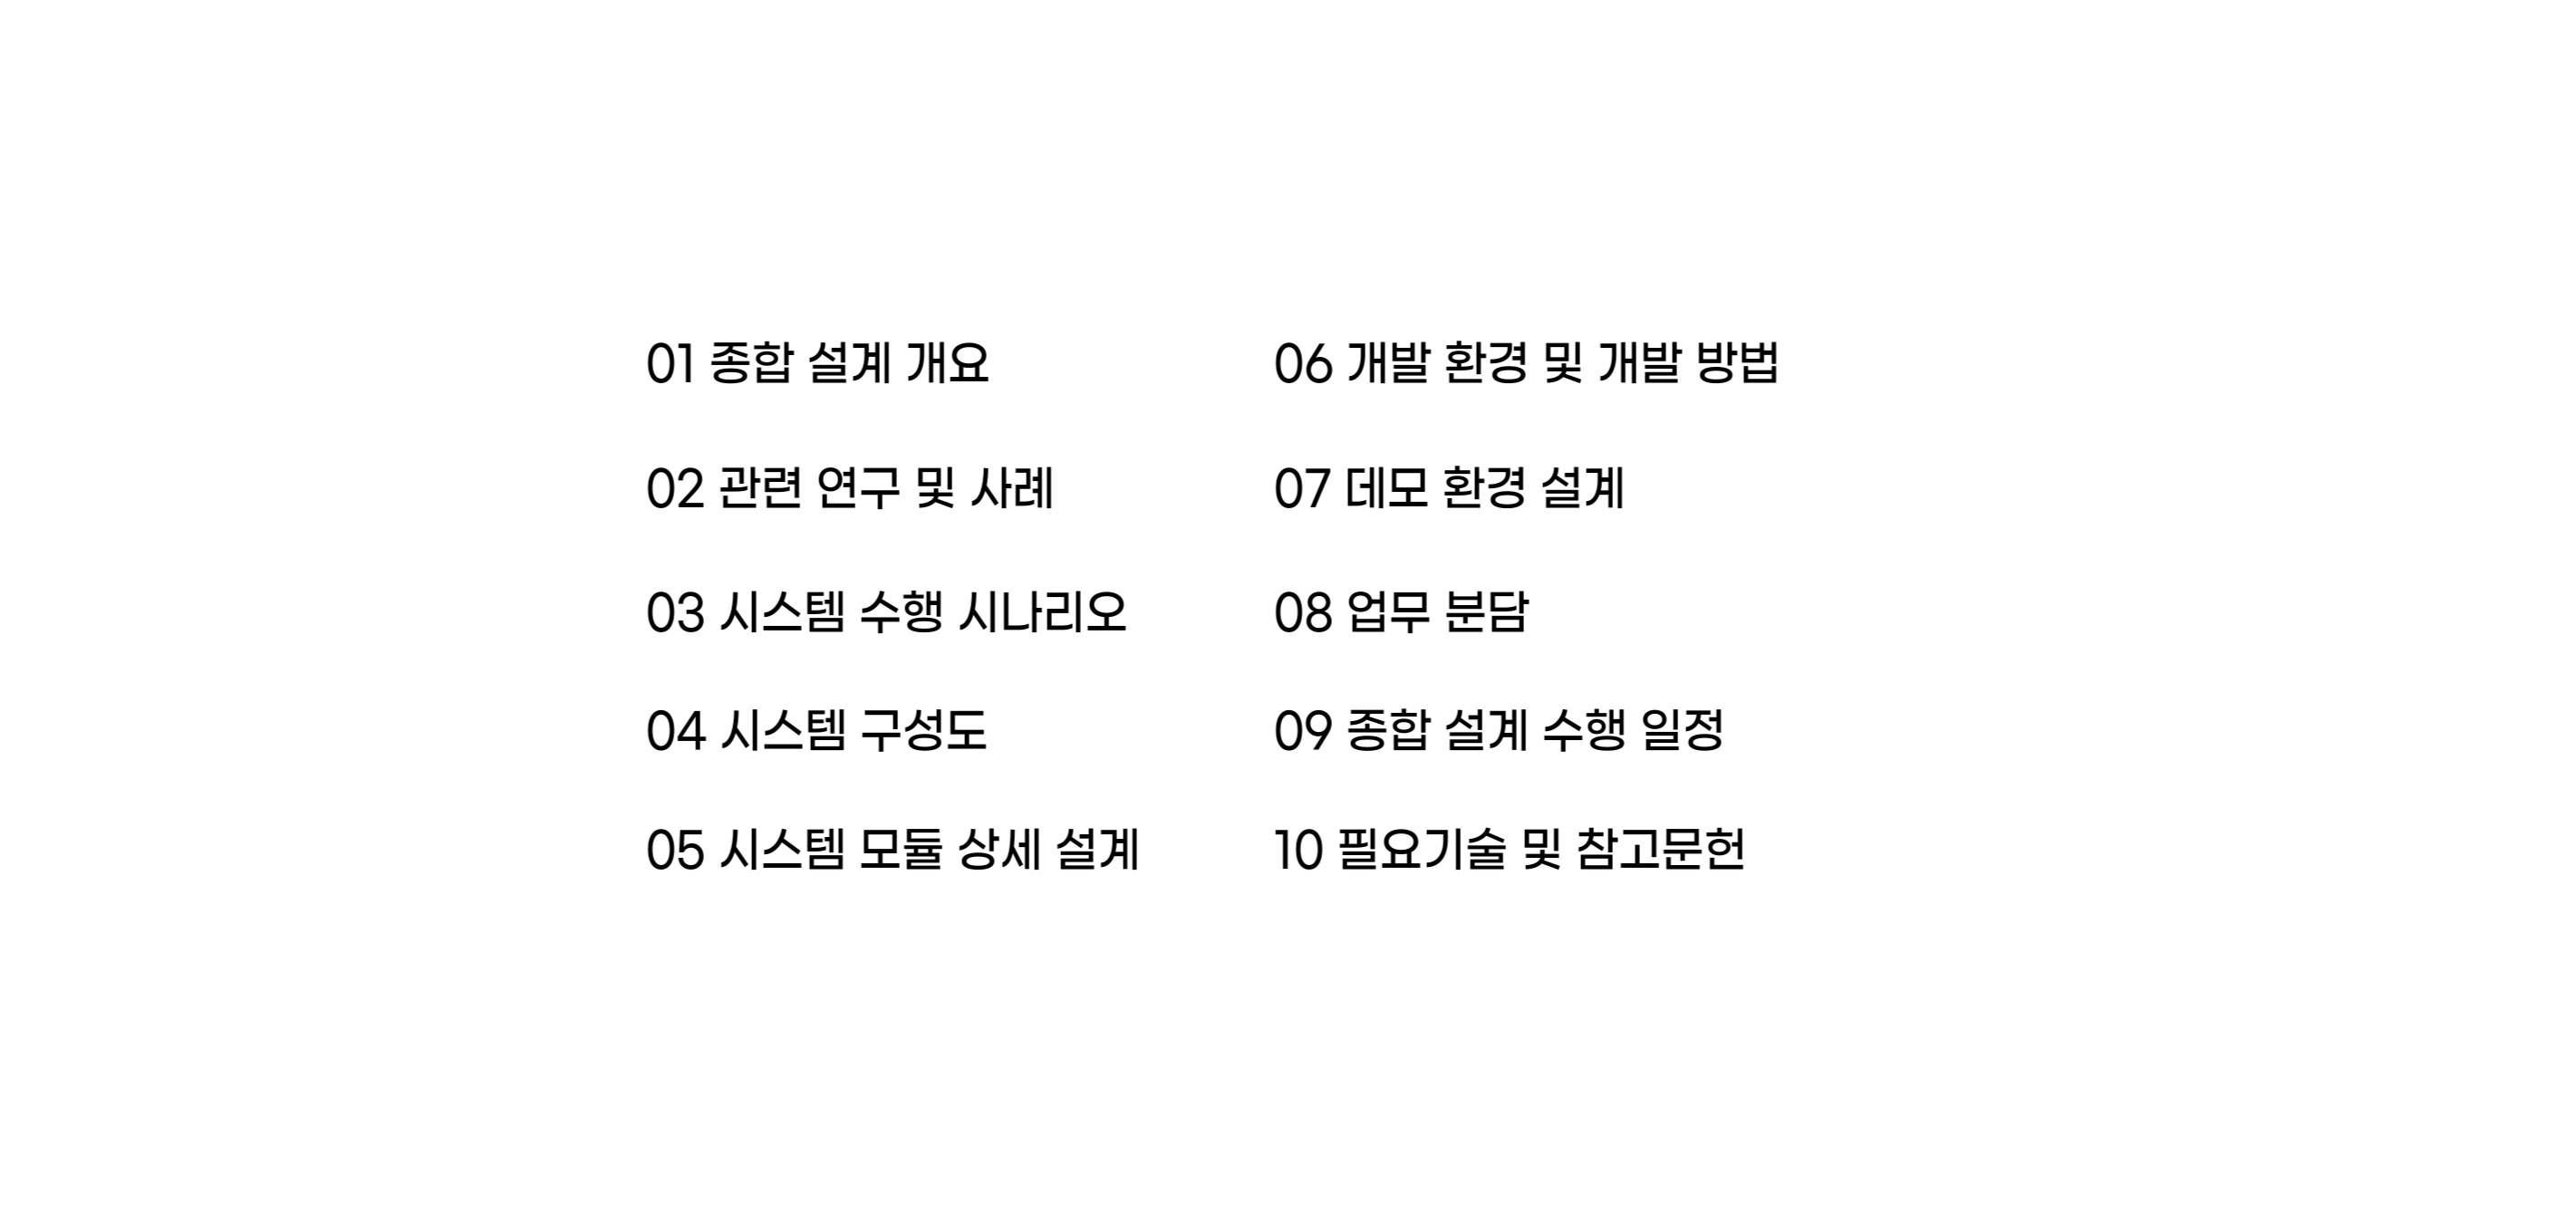 01 종합 설계 개요
02 관련 연구 및 사례
03 시스템 수행 시나리오
04 시스템 구성도
05 시스템 모듈 상세 설계
06 개발 환경 및 개발 방법
07 데모 환경 설계
08 업무 분담
09 종합 설계 수행 일정
10 필요기술 및 참고문헌